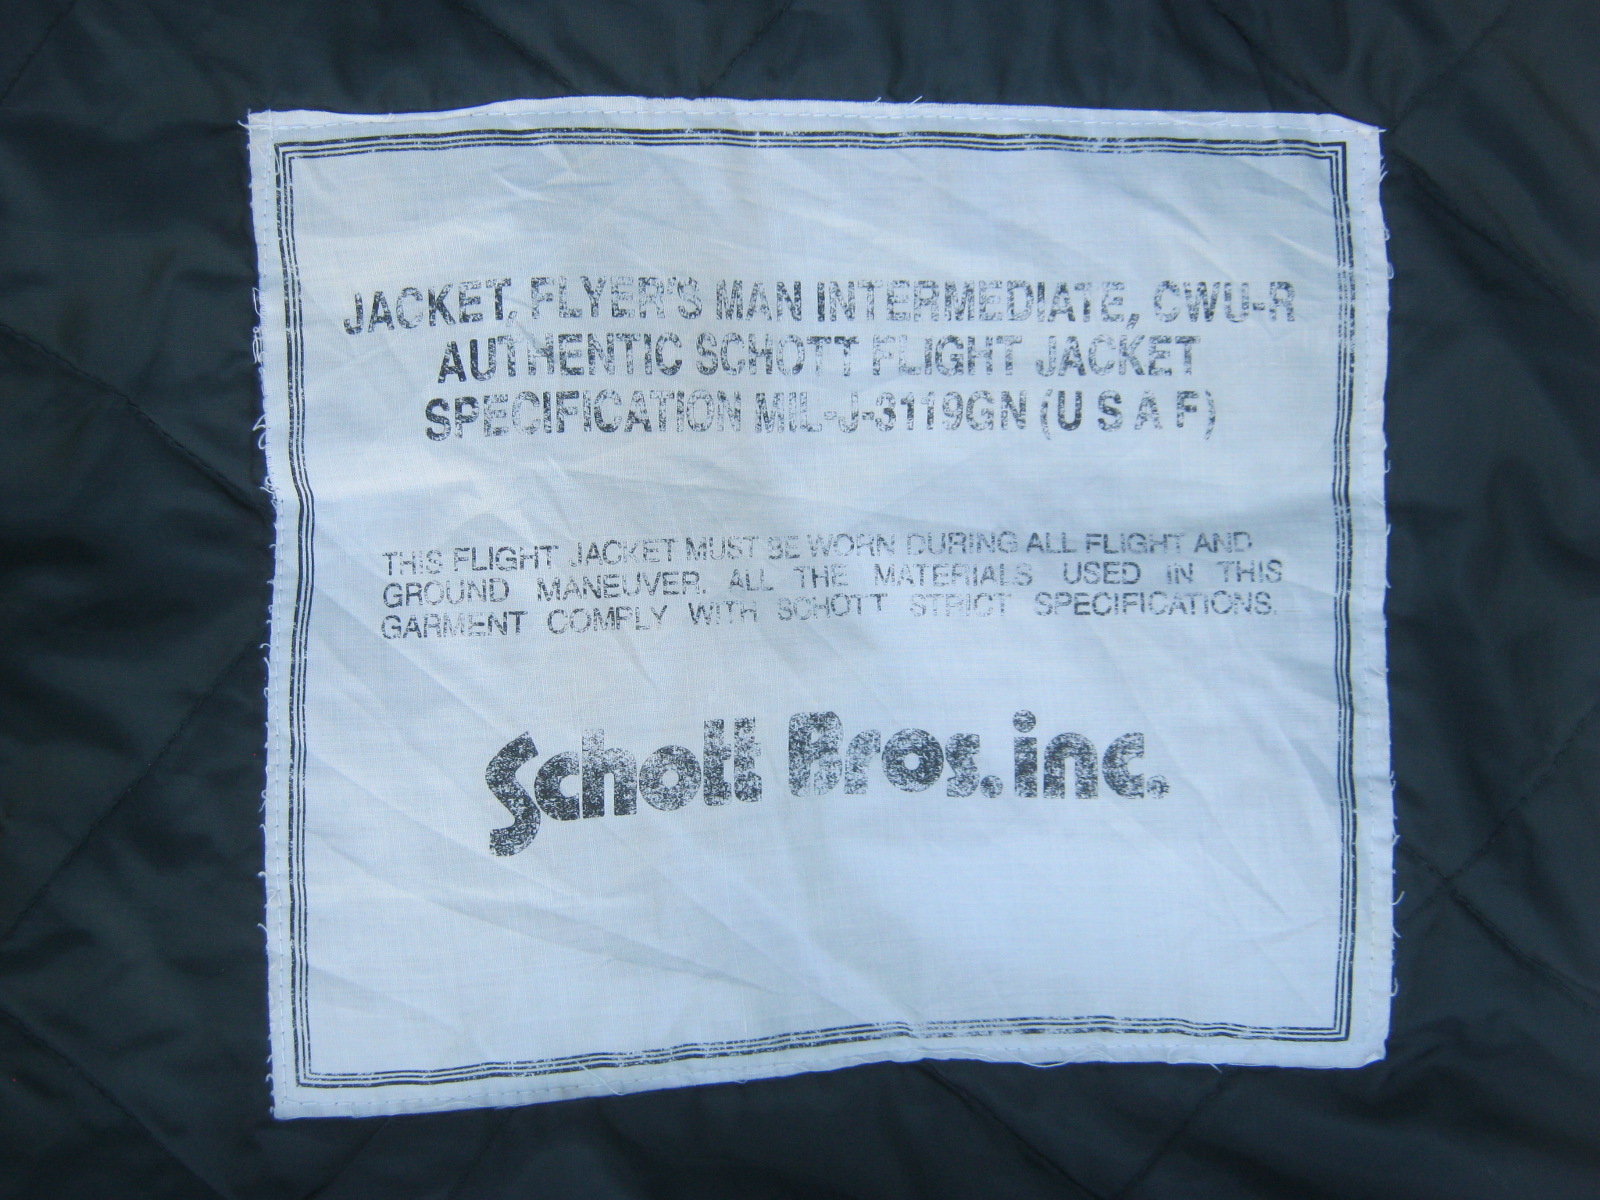 JACKET, FLYER'S MAN INTERMEDIATE, CWU-R
AUTHENTIC SCHOTT FLIGHT JACKET
SPECIFICATION MIL-J-3119GN (U S A F)
THIS FLIGHT JACKET MUST BE WORN DURING ALL FLIGHT AND
GROUND MANEUVER. ALL THE MATERIIALS USED IN THIS
GARMENT COMPLY WITH SCHOTT STRICT SPECIFICATIONS.
Schott Bros. inc.